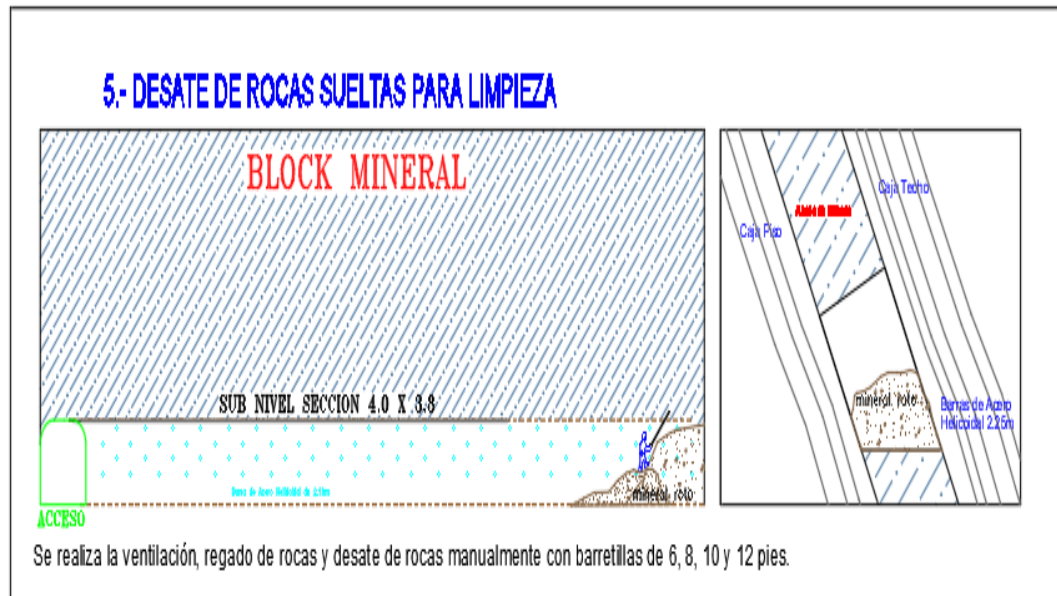 5.- DESATE DE ROCAS SUELTAS PARA LIMPIEZA
BLOCK MINERAL
SUB NIVEL SECCION 4.0 X 3.8
mineral roto
ACCESO
Caja Piso
Caja Techo
mineral roto
Barras de Acero
Helicoidal 2.25m
Se realiza la ventilación, regado de rocas y desate de rocas manualmente con barretillas de 6, 8, 10 y 12 pies.